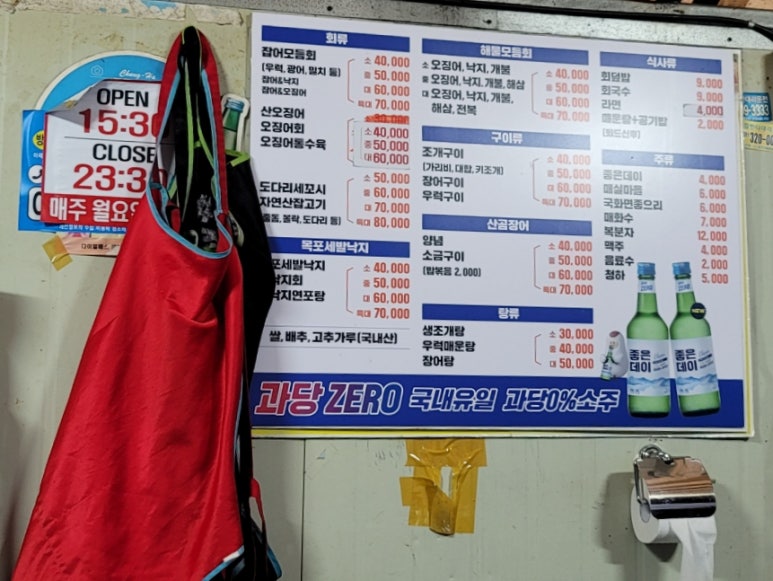 OPEN
15:30
CLOSE
23:3
매주 월요
회류
잡어모듬회
(우럭, 광어, 밀치 등)
잡어&낙지
잡어&오징어
소 40,000
중 50,000
대 60,000
특대 70,000
산오징어
오징어회
오징어통수육
소 40,000
중 50,000
대 60,000
도다리세포시
자연산잡고기
볼락, 도다리 등)
소 50,000
중 60,000
대 70,000
특대 80,000
목포세발낙지
포세발낙지
낙지회
낙지연포탕
소 40,000
중 50,000
대 60,000
특대 70,000
쌀, 배추, 고추가루(국내산)
해물모듬회
소 오징어, 낙지, 개불
중 오징어, 낙지, 개불, 해삼
대 오징어, 낙지, 개불,
해삼, 전복
소 40,000
중 50,000
대 60,000
특대 70,000
구이류
조개구이
(가리비, 대합, 키조개)
장어구이
우럭구이
소 40,000
중 50,000
대 60,000
특대 70,000
산곰장어
양념
소금구이
(밥볶음 2,000)
소 40,000
중 50,000
대 60,000
특대 70,000
탕류
생조개탕
우럭매운탕
장어탕
소 30,000
중 40,000
대 50,000
식사류
회덮밥 9,000
회국수 9,000
라면 4,000
매운탕+공기밥 2,000
주류
좋은데이 4,000
매실마을 6,000
국화면좋으리 6,000
매화수 7,000
복분자 12,000
맥주 4,000
음료수 2,000
청하 5,000
좋은데이
좋은데이
과당 ZERO 국내유일 과당0%소주